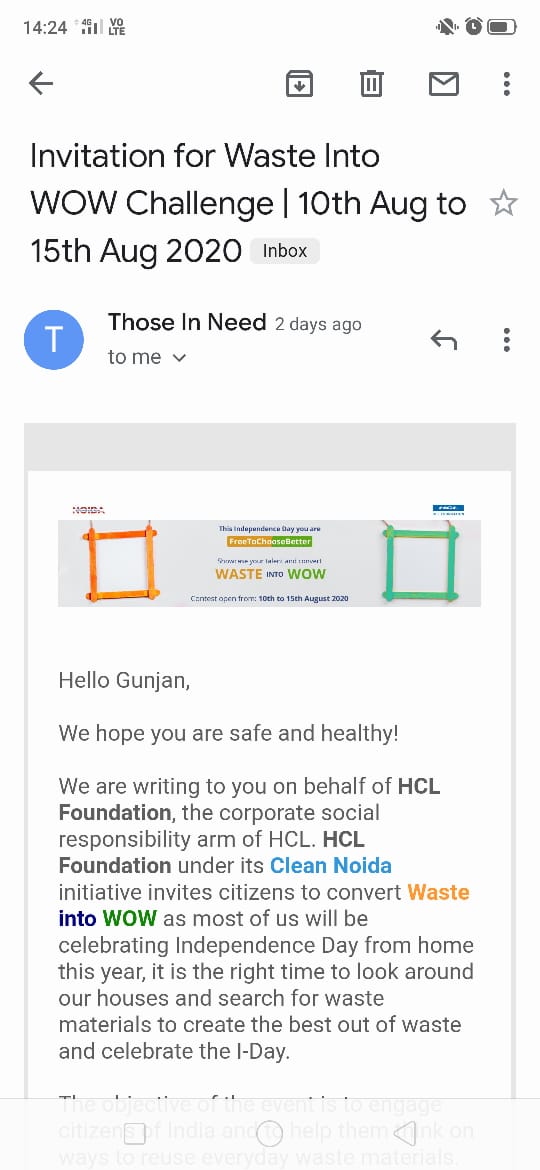 14:24 4G VO LTE
Invitation for Waste Into
WOW Challenge | 10th Aug to
15th Aug 2020 Inbox
T
Those In Need 2 days ago
to me
NOIDA
This Independence Day you are
FreeToChooseBetter
Showcase your talent and convert
WASTE INTO WOW
Contest open from: 10th to 15th August 2020
Hello Gunjan,
We hope you are safe and healthy!
We are writing to you on behalf of HCL
Foundation, the corporate social
responsibility arm of HCL. HCL
Foundation under its Clean Noida
initiative invites citizens to convert Waste
into WOW as most of us will be
celebrating Independence Day from home
this year, it is the right time to look around
our houses and search for waste
materials to create the best out of waste
and celebrate the I-Day.
The objective of the event is to engage
citizens of India and to help them think on
ways to reuse everyday waste materials.